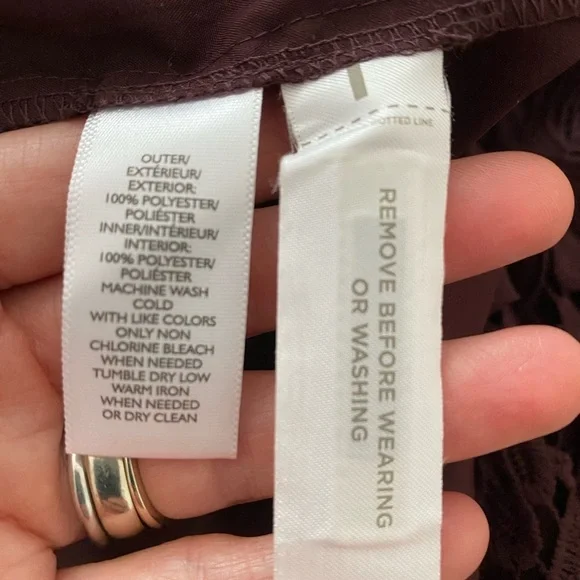 OUTER/
EXTÉRIEUR/
EXTERIOR:
100% POLYESTER/
POLIÉSTER
INNER/INTÉRIEUR/
INTERIOR:
100% POLYESTER/
POLIÉSTER
MACHINE WASH
COLD
WITH LIKE COLORS
ONLY NON
CHLORINE BLEACH
WHEN NEEDED
TUMBLE DRY LOW
WARM IRON
WHEN NEEDED
OR DRY CLEAN
DOTTED LINE
REMOVE BEFORE WEARING
OR WASHING